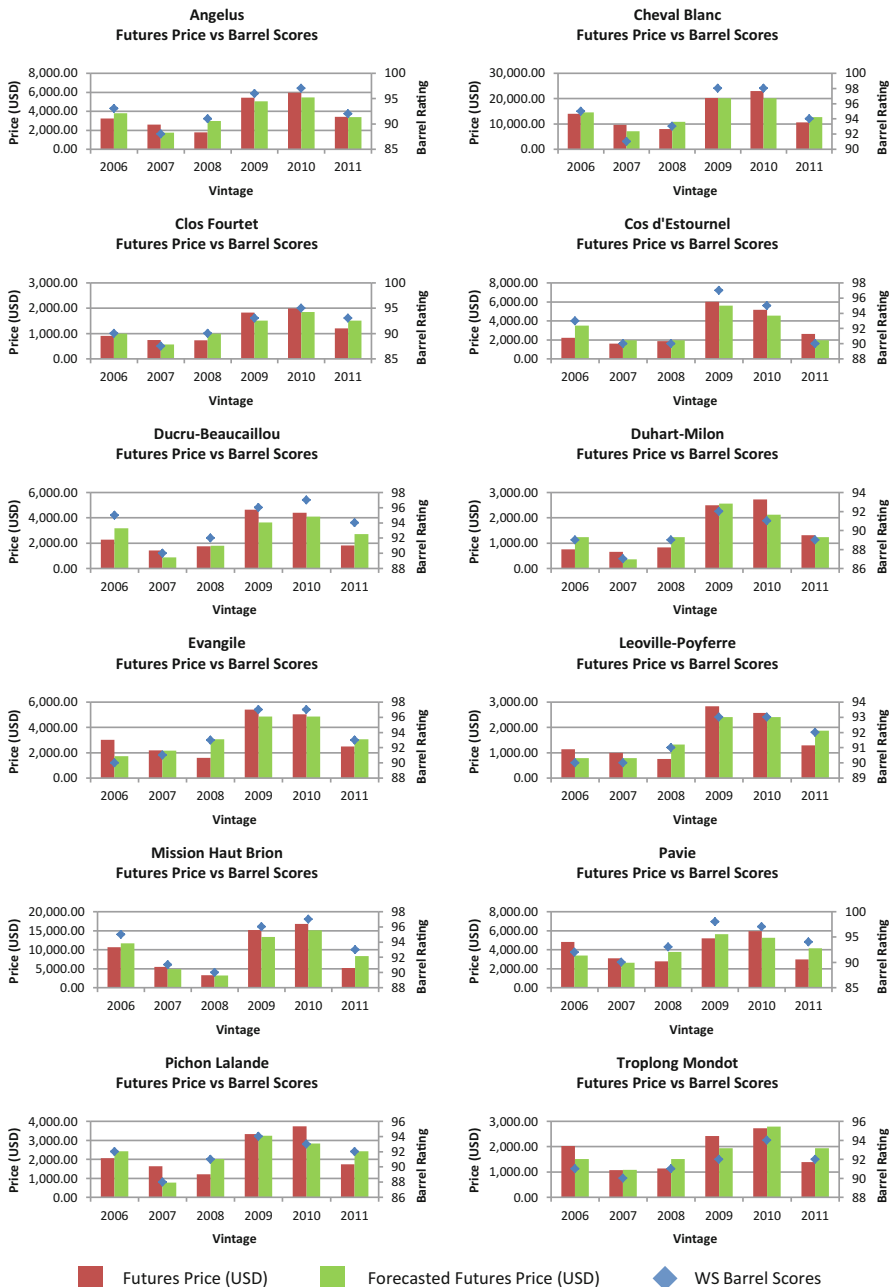 Angelus
Futures Price vs Barrel Scores
Price (USD)
8,000.00
6,000.00
4,000.00
2,000.00
0.00
100
95
90
85
Barrel Rating
2006 2007 2008 2009 2010 2011
Vintage
Cheval Blanc
Futures Price vs Barrel Scores
Price (USD)
30,000.00
20,000.00
10,000.00
0.00
100
98
96
94
92
90
Barrel Rating
2006 2007 2008 2009 2010 2011
Vintage
Clos Fourtet
Futures Price vs Barrel Scores
Price (USD)
3,000.00
2,000.00
1,000.00
0.00
100
95
90
85
Barrel Rating
2006 2007 2008 2009 2010 2011
Vintage
Cos d'Estournel
Futures Price vs Barrel Scores
Price (USD)
8,000.00
6,000.00
4,000.00
2,000.00
0.00
98
96
94
92
90
88
Barrel Rating
2006 2007 2008 2009 2010 2011
Vintage
Ducru-Beaucaillou
Futures Price vs Barrel Scores
Price (USD)
6,000.00
4,000.00
2,000.00
0.00
98
96
94
92
90
88
Barrel Rating
2006 2007 2008 2009 2010 2011
Vintage
Duhart-Milon
Futures Price vs Barrel Scores
Price (USD)
3,000.00
2,000.00
1,000.00
0.00
94
92
90
88
86
Barrel Rating
2006 2007 2008 2009 2010 2011
Vintage
Evangile
Futures Price vs Barrel Scores
Price (USD)
6,000.00
4,000.00
2,000.00
0.00
98
96
94
92
90
88
Barrel Rating
2006 2007 2008 2009 2010 2011
Vintage
Leoville-Poyferre
Futures Price vs Barrel Scores
Price (USD)
3,000.00
2,000.00
1,000.00
0.00
94
93
92
91
90
89
Barrel Rating
2006 2007 2008 2009 2010 2011
Vintage
Mission Haut Brion
Futures Price vs Barrel Scores
Price (USD)
20,000.00
15,000.00
10,000.00
5,000.00
0.00
98
96
94
92
90
88
Barrel Rating
2006 2007 2008 2009 2010 2011
Vintage
Pavie
Futures Price vs Barrel Scores
Price (USD)
8,000.00
6,000.00
4,000.00
2,000.00
0.00
100
95
90
85
Barrel Rating
2006 2007 2008 2009 2010 2011
Vintage
Pichon Lalande
Futures Price vs Barrel Scores
Price (USD)
4,000.00
3,000.00
2,000.00
1,000.00
0.00
96
94
92
90
88
86
Barrel Rating
2006 2007 2008 2009 2010 2011
Vintage
Troplong Mondot
Futures Price vs Barrel Scores
Price (USD)
3,000.00
2,000.00
1,000.00
0.00
96
94
92
90
88
Barrel Rating
2006 2007 2008 2009 2010 2011
Vintage
Futures Price (USD) Forecasted Futures Price (USD) WS Barrel Scores